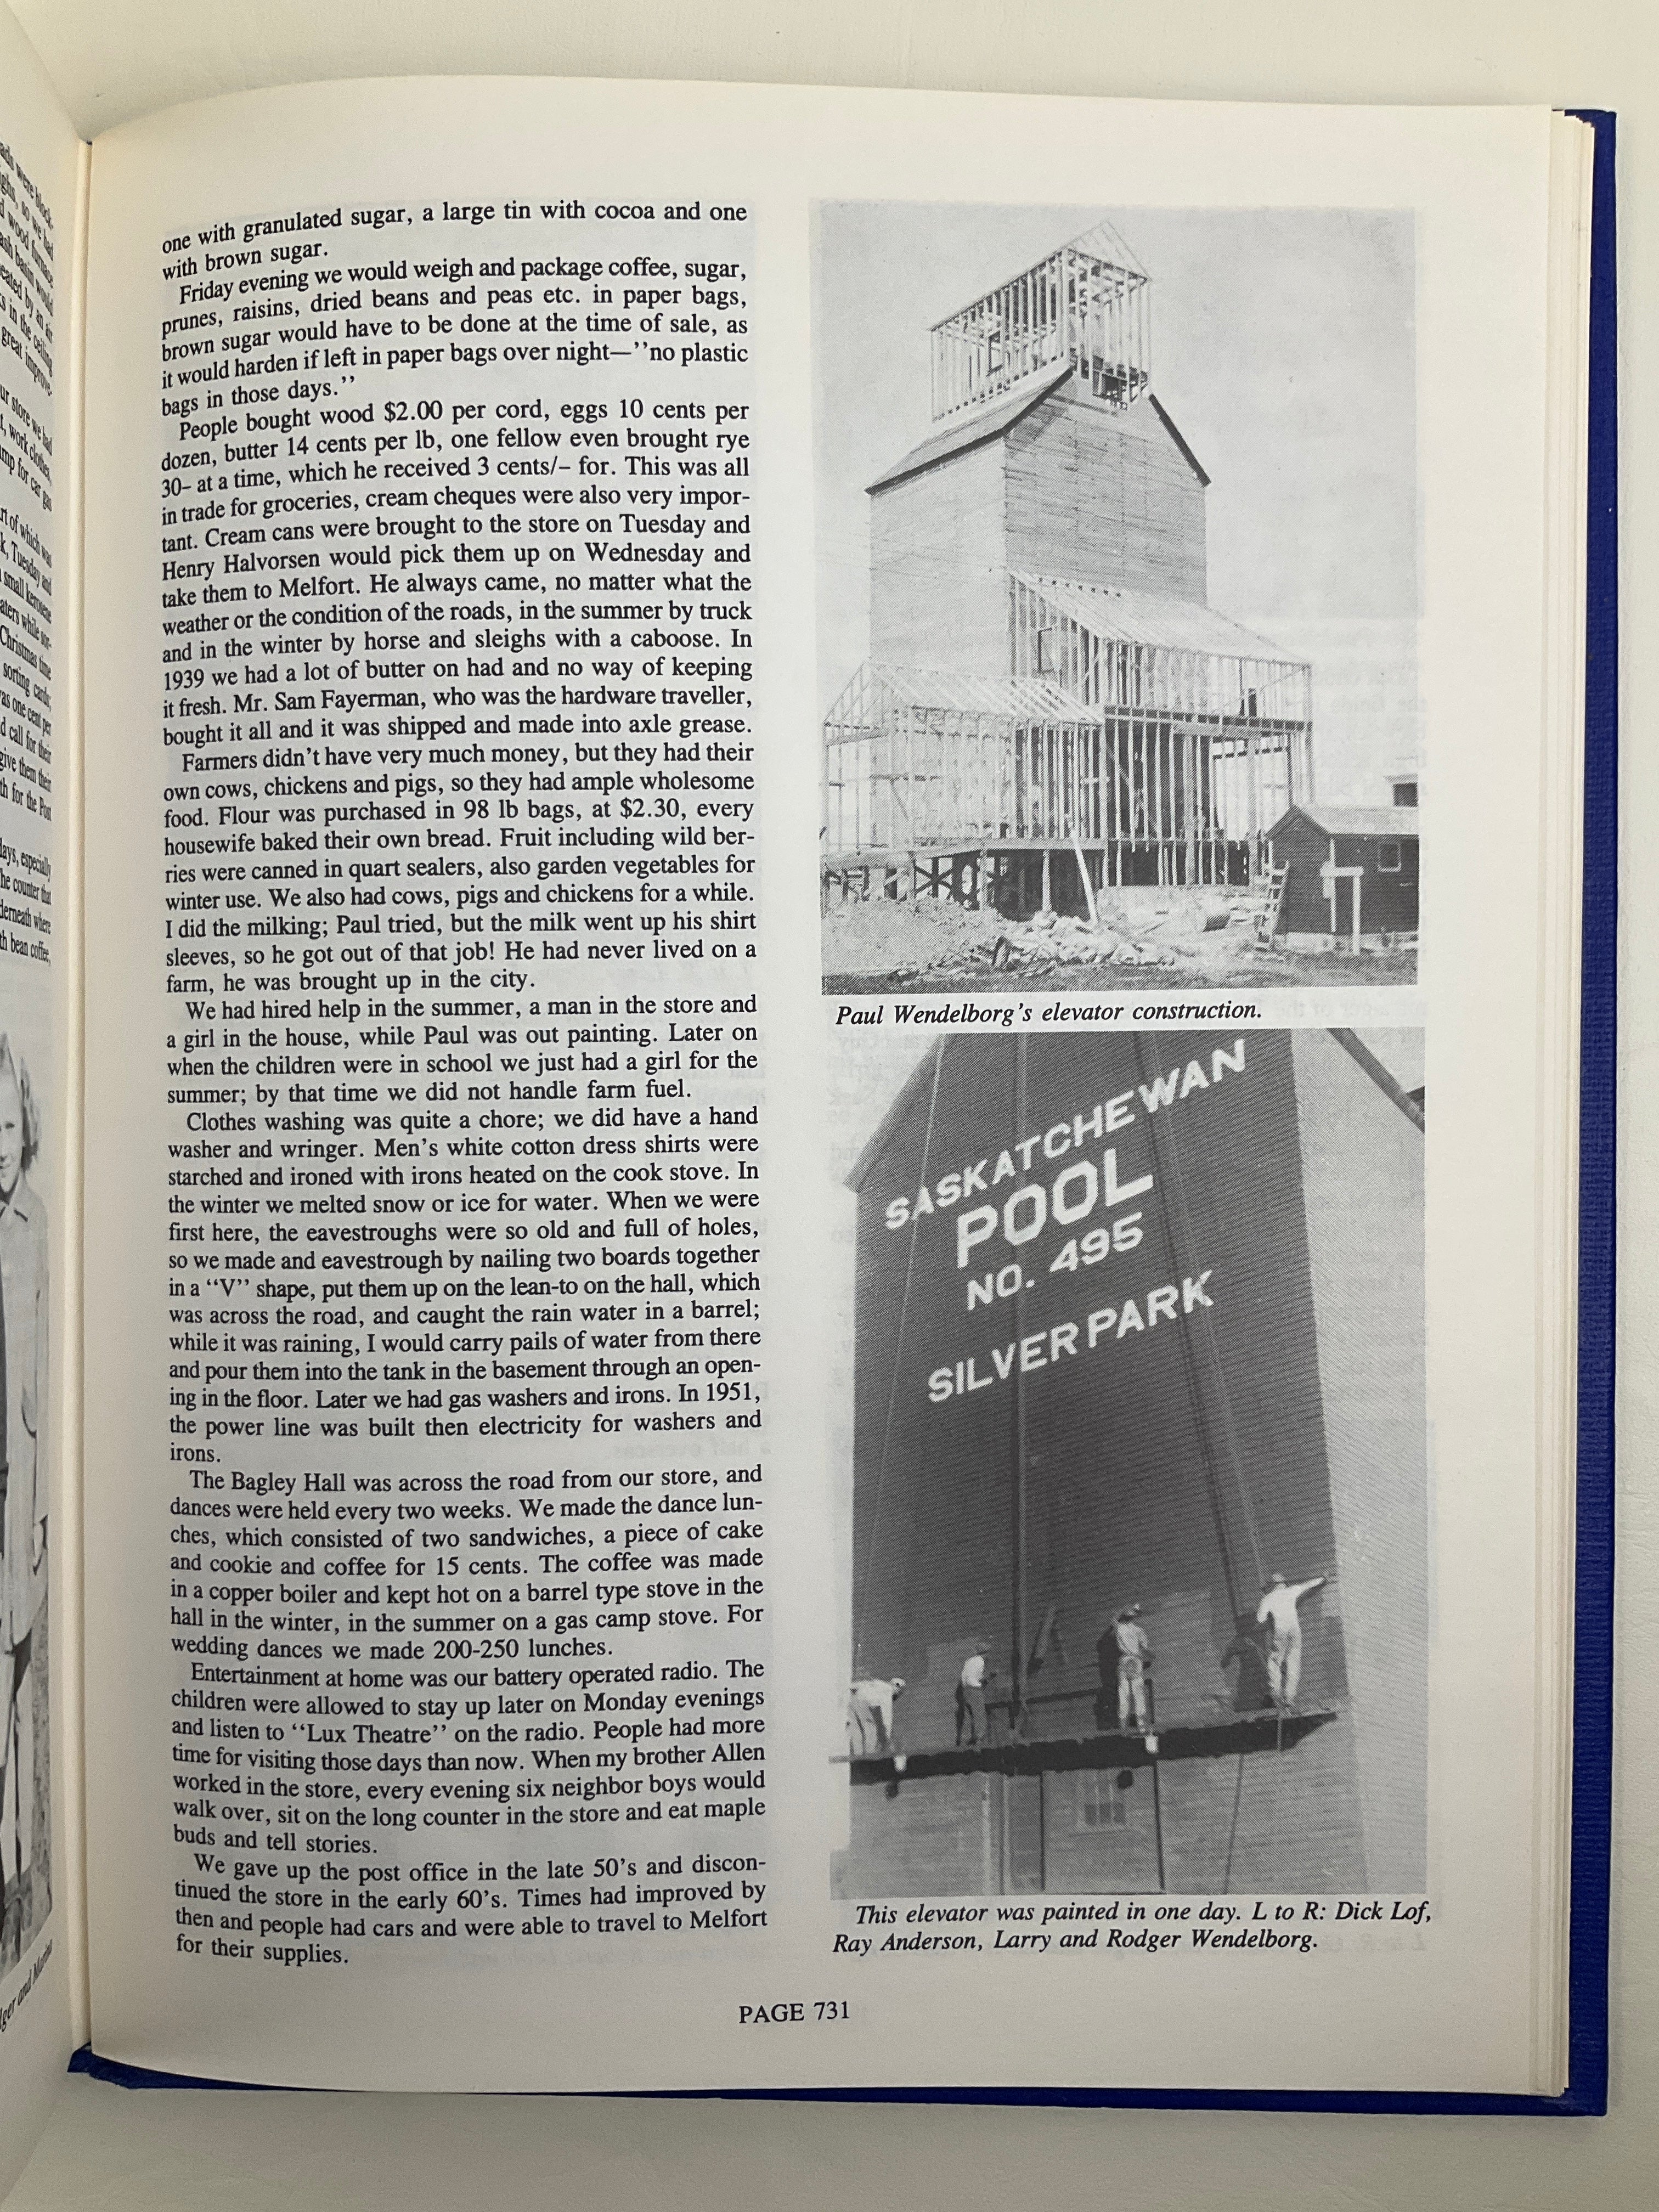 one with granulated sugar, a large tin with cocoa and one
with brown sugar.
Friday evening we would weigh and package coffee, sugar,
prunes, raisins, dried beans and peas etc. in paper bags,
brown sugar would have to be done at the time of sale, as
it would harden if left in paper bags over night—''no plastic
bags in those days.''
People bought wood $2.00 per cord, eggs 10 cents per
dozen, butter 14 cents per lb, one fellow even brought rye
30– at a time, which he received 3 cents/– for. This was all
in trade for groceries, cream cheques were also very impor-
tant. Cream cans were brought to the store on Tuesday and
Henry Halvorsen would pick them up on Wednesday and
take them to Melfort. He always came, no matter what the
weather or the condition of the roads, in the summer by truck
and in the winter by horse and sleighs with a caboose. In
1939 we had a lot of butter on had and no way of keeping
it fresh. Mr. Sam Fayerman, who was the hardware traveller,
bought it all and it was shipped and made into axle grease.
Farmers didn't have very much money, but they had their
own cows, chickens and pigs, so they had ample wholesome
food. Flour was purchased in 98 lb bags, at $2.30, every
housewife baked their own bread. Fruit including wild ber-
ries were canned in quart sealers, also garden vegetables for
winter use. We also had cows, pigs and chickens for a while.
I did the milking; Paul tried, but the milk went up his shirt
sleeves, so he got out of that job! He had never lived on a
farm, he was brought up in the city.
We had hired help in the summer, a man in the store and
a girl in the house, while Paul was out painting. Later on
when the children were in school we just had a girl for the
summer; by that time we did not handle farm fuel.
Clothes washing was quite a chore; we did have a hand
washer and wringer. Men's white cotton dress shirts were
starched and ironed with irons heated on the cook stove. In
the winter we melted snow or ice for water. When we were
first here, the eavestroughs were so old and full of holes,
so we made and eavestrough by nailing two boards together
in a ''V'' shape, put them up on the lean-to on the hall, which
was across the road, and caught the rain water in a barrel;
while it was raining, I would carry pails of water from there
and pour them into the tank in the basement through an open-
ing in the floor. Later we had gas washers and irons. In 1951,
the power line was built then electricity for washers and
irons.
The Bagley Hall was across the road from our store, and
dances were held every two weeks. We made the dance lun-
ches, which consisted of two sandwiches, a piece of cake
and cookie and coffee for 15 cents. The coffee was made
in a copper boiler and kept hot on a barrel type stove in the
hall in the winter, in the summer on a gas camp stove. For
wedding dances we made 200-250 lunches.
Entertainment at home was our battery operated radio. The
children were allowed to stay up later on Monday evenings
and listen to ''Lux Theatre'' on the radio. People had more
time for visiting those days than now. When my brother Allen
worked in the store, every evening six neighbor boys would
walk over, sit on the long counter in the store and eat maple
buds and tell stories.
We gave up the post office in the late 50's and discon-
tinued the store in the early 60's. Times had improved by
then and people had cars and were able to travel to Melfort
for their supplies.
Paul Wendelborg's elevator construction.
SASKATCHEWAN
POOL
NO. 495
SILVER PARK
This elevator was painted in one day. L to R: Dick Lof,
Ray Anderson, Larry and Rodger Wendelborg.
PAGE 731